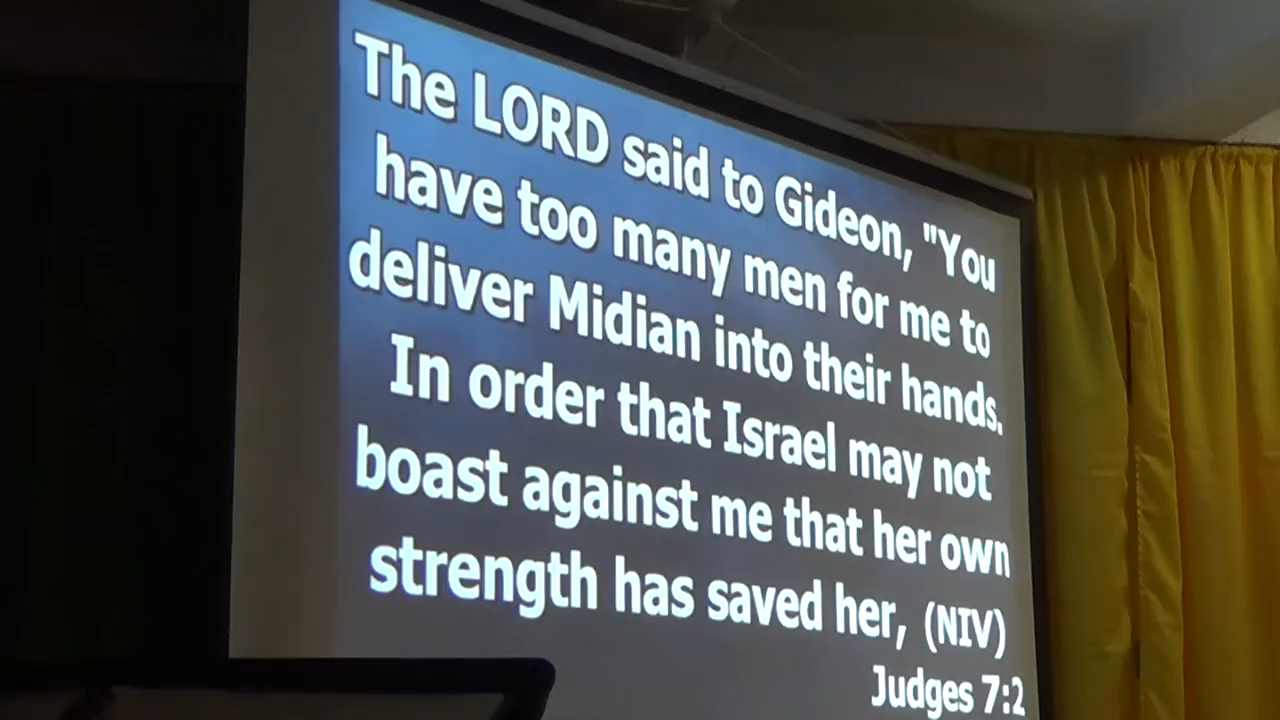 The LORD said to Gideon, "You
have too many men for me to
deliver Midian into their hands.
In order that Israel may not
boast against me that her own
strength has saved her, (NIV)
Judges 7:2